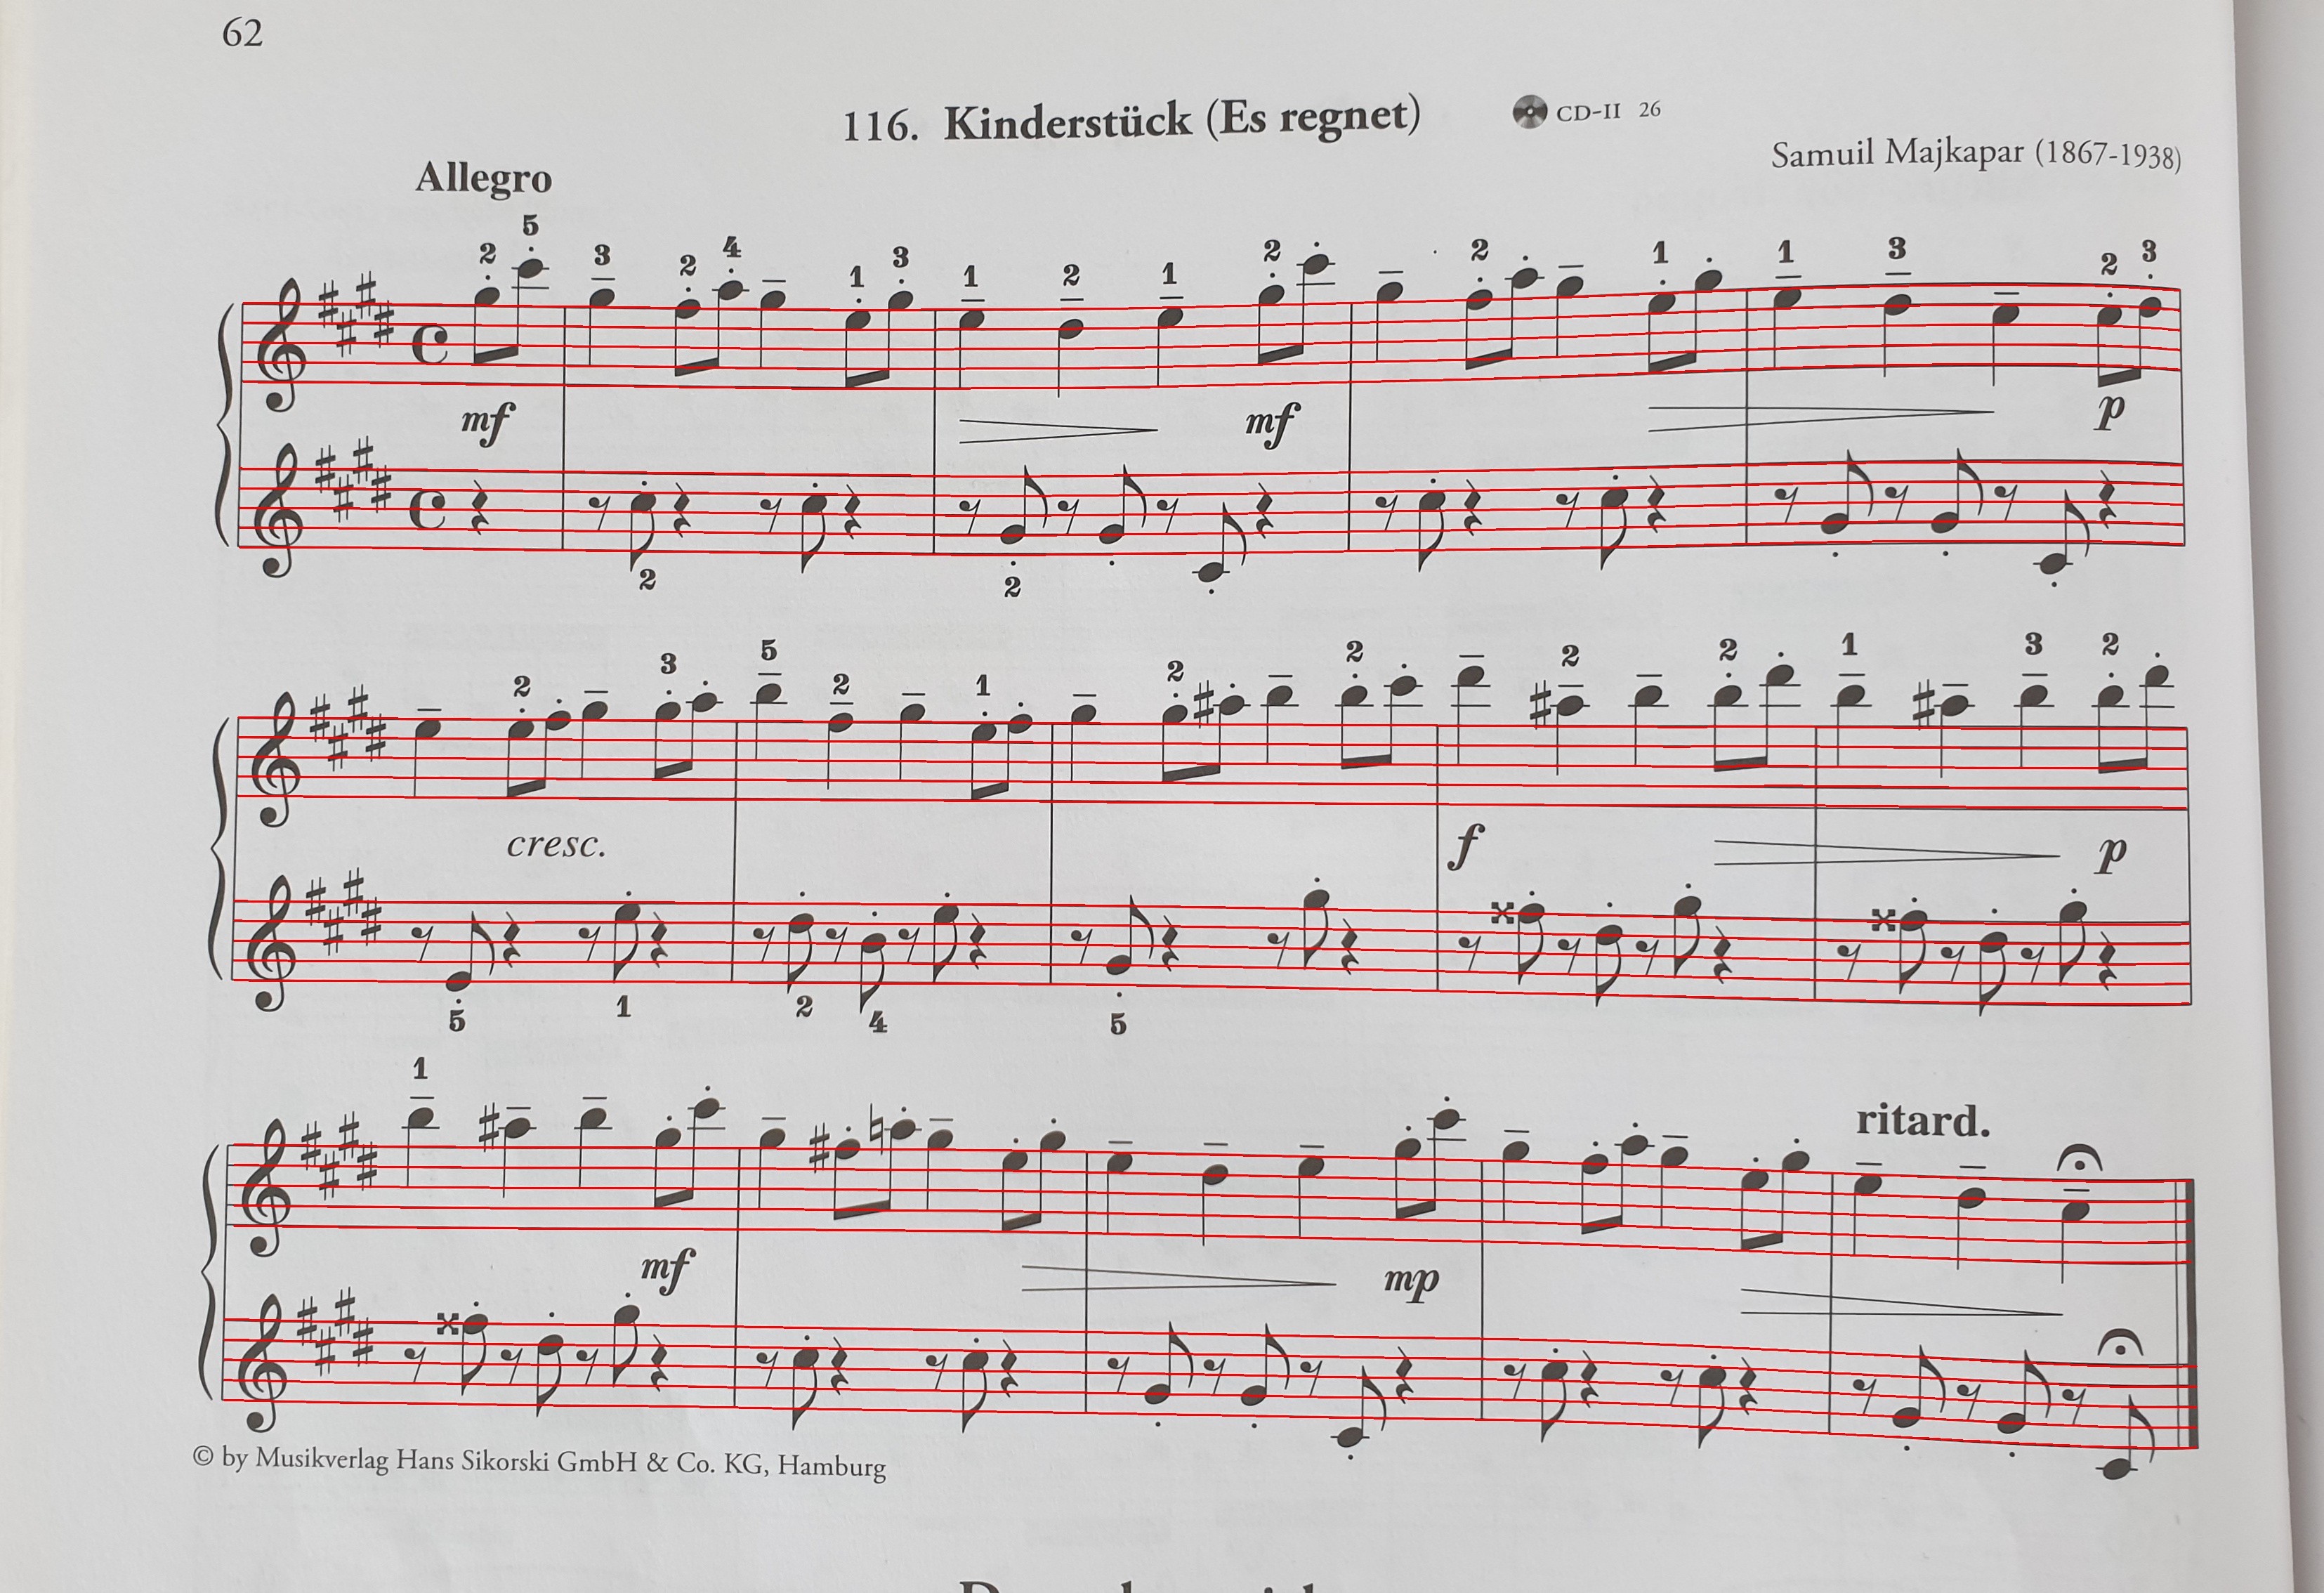 62
116. Kinderstück (Es regnet) CD-II 26
Samuil Majkapar (1867-1938)
Allegro
5
2 3 2 4 1 3 1 2 1 2 2 1 1 3 2 3
mf mf p
2 2
2 3 5 2 1 2 2 2 2 1 3 2
cresc. f p
5 1 2 4 5
1
ritard.
mf mp
© by Musikverlag Hans Sikorski GmbH & Co. KG, Hamburg